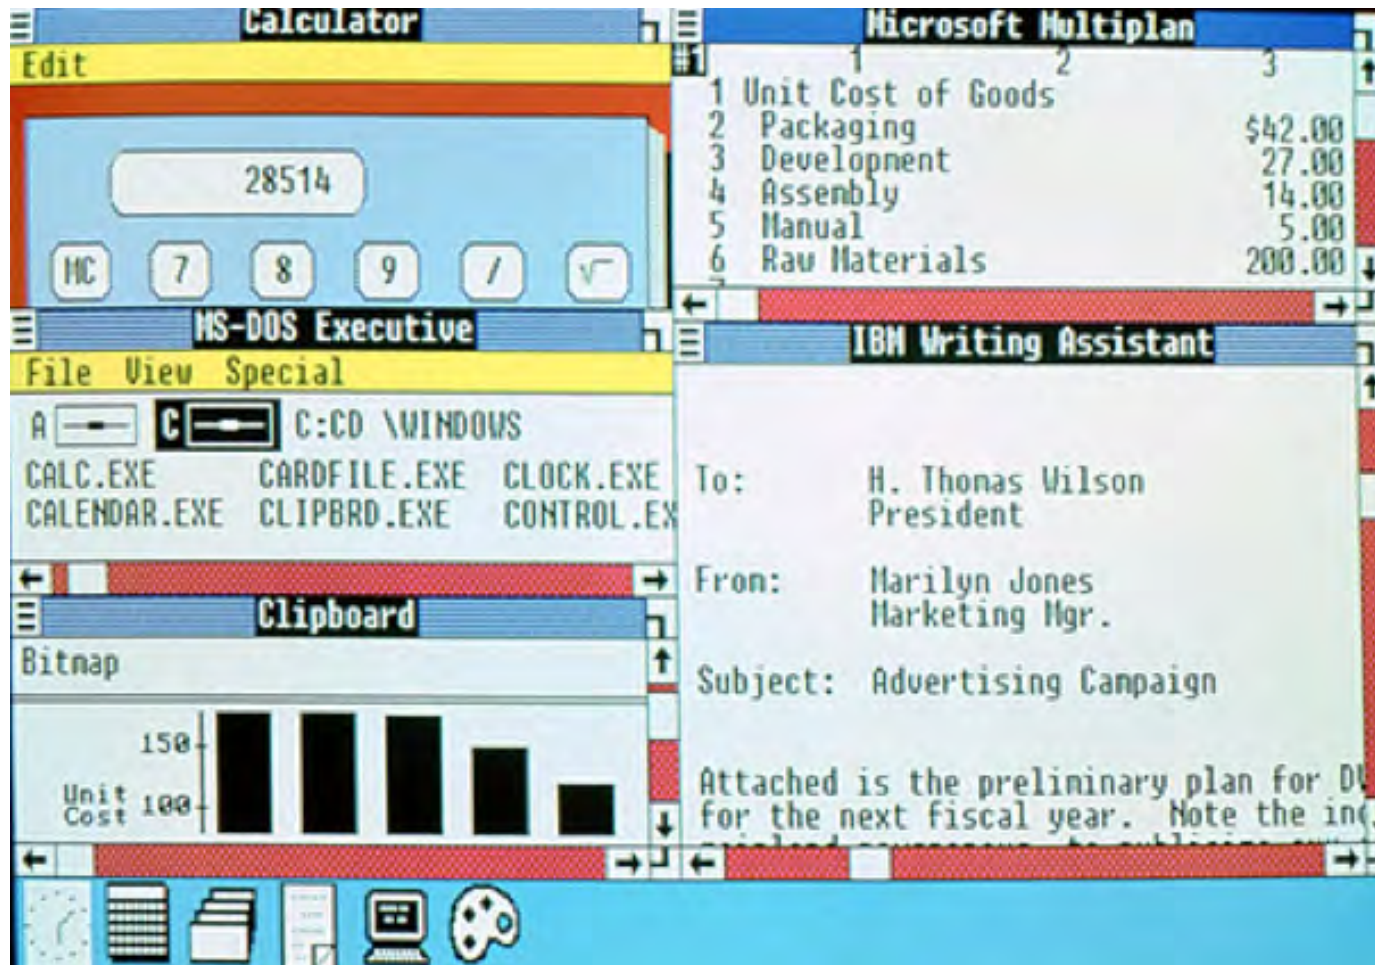 Calculator
Edit
28514
MC 7 8 9 / √
MS-DOS Executive
File View Special
A C C:CD \WINDOWS
CALC.EXE CARDFILE.EXE CLOCK.EXE
CALENDAR.EXE CLIPBRD.EXE CONTROL.EX
Clipboard
Bitmap
150
Unit
Cost 100
Microsoft Multiplan
#1 1 2 3
1 Unit Cost of Goods
2 Packaging $42.00
3 Development 27.00
4 Assembly 14.00
5 Manual 5.00
6 Raw Materials 200.00
IBM Writing Assistant
To: H. Thomas Wilson
President
From: Marilyn Jones
Marketing Mgr.
Subject: Advertising Campaign
Attached is the preliminary plan for
for the next fiscal year. Note the